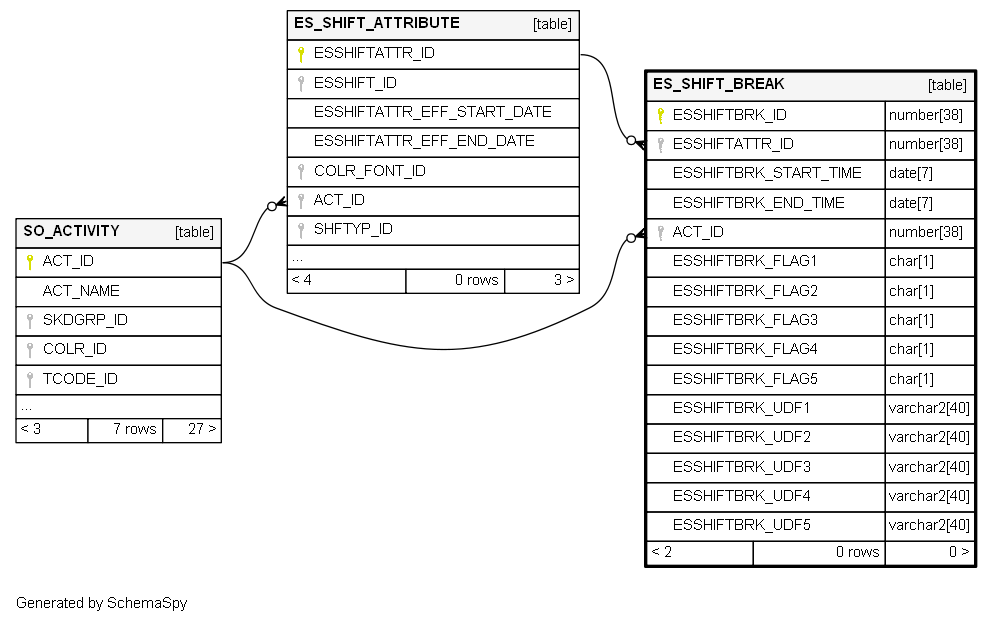 ES_SHIFT_ATTRIBUTE [table]
ESSHIFTATTR_ID
ESSHIFT_ID
ESSHIFTATTR_EFF_START_DATE
ESSHIFTATTR_EFF_END_DATE
COLR_FONT_ID
ACT_ID
SHFTYP_ID
...
< 4 0 rows 3 >
ES_SHIFT_BREAK [table]
ESSHIFTBRK_ID number[38]
ESSHIFTATTR_ID number[38]
ESSHIFTBRK_START_TIME date[7]
ESSHIFTBRK_END_TIME date[7]
ACT_ID number[38]
ESSHIFTBRK_FLAG1 char[1]
ESSHIFTBRK_FLAG2 char[1]
ESSHIFTBRK_FLAG3 char[1]
ESSHIFTBRK_FLAG4 char[1]
ESSHIFTBRK_FLAG5 char[1]
ESSHIFTBRK_UDF1 varchar2[40]
ESSHIFTBRK_UDF2 varchar2[40]
ESSHIFTBRK_UDF3 varchar2[40]
ESSHIFTBRK_UDF4 varchar2[40]
ESSHIFTBRK_UDF5 varchar2[40]
< 2 0 rows 0 >
SO_ACTIVITY [table]
ACT_ID
ACT_NAME
SKDGRP_ID
COLR_ID
TCODE_ID
...
< 3 7 rows 27 >
Generated by SchemaSpy